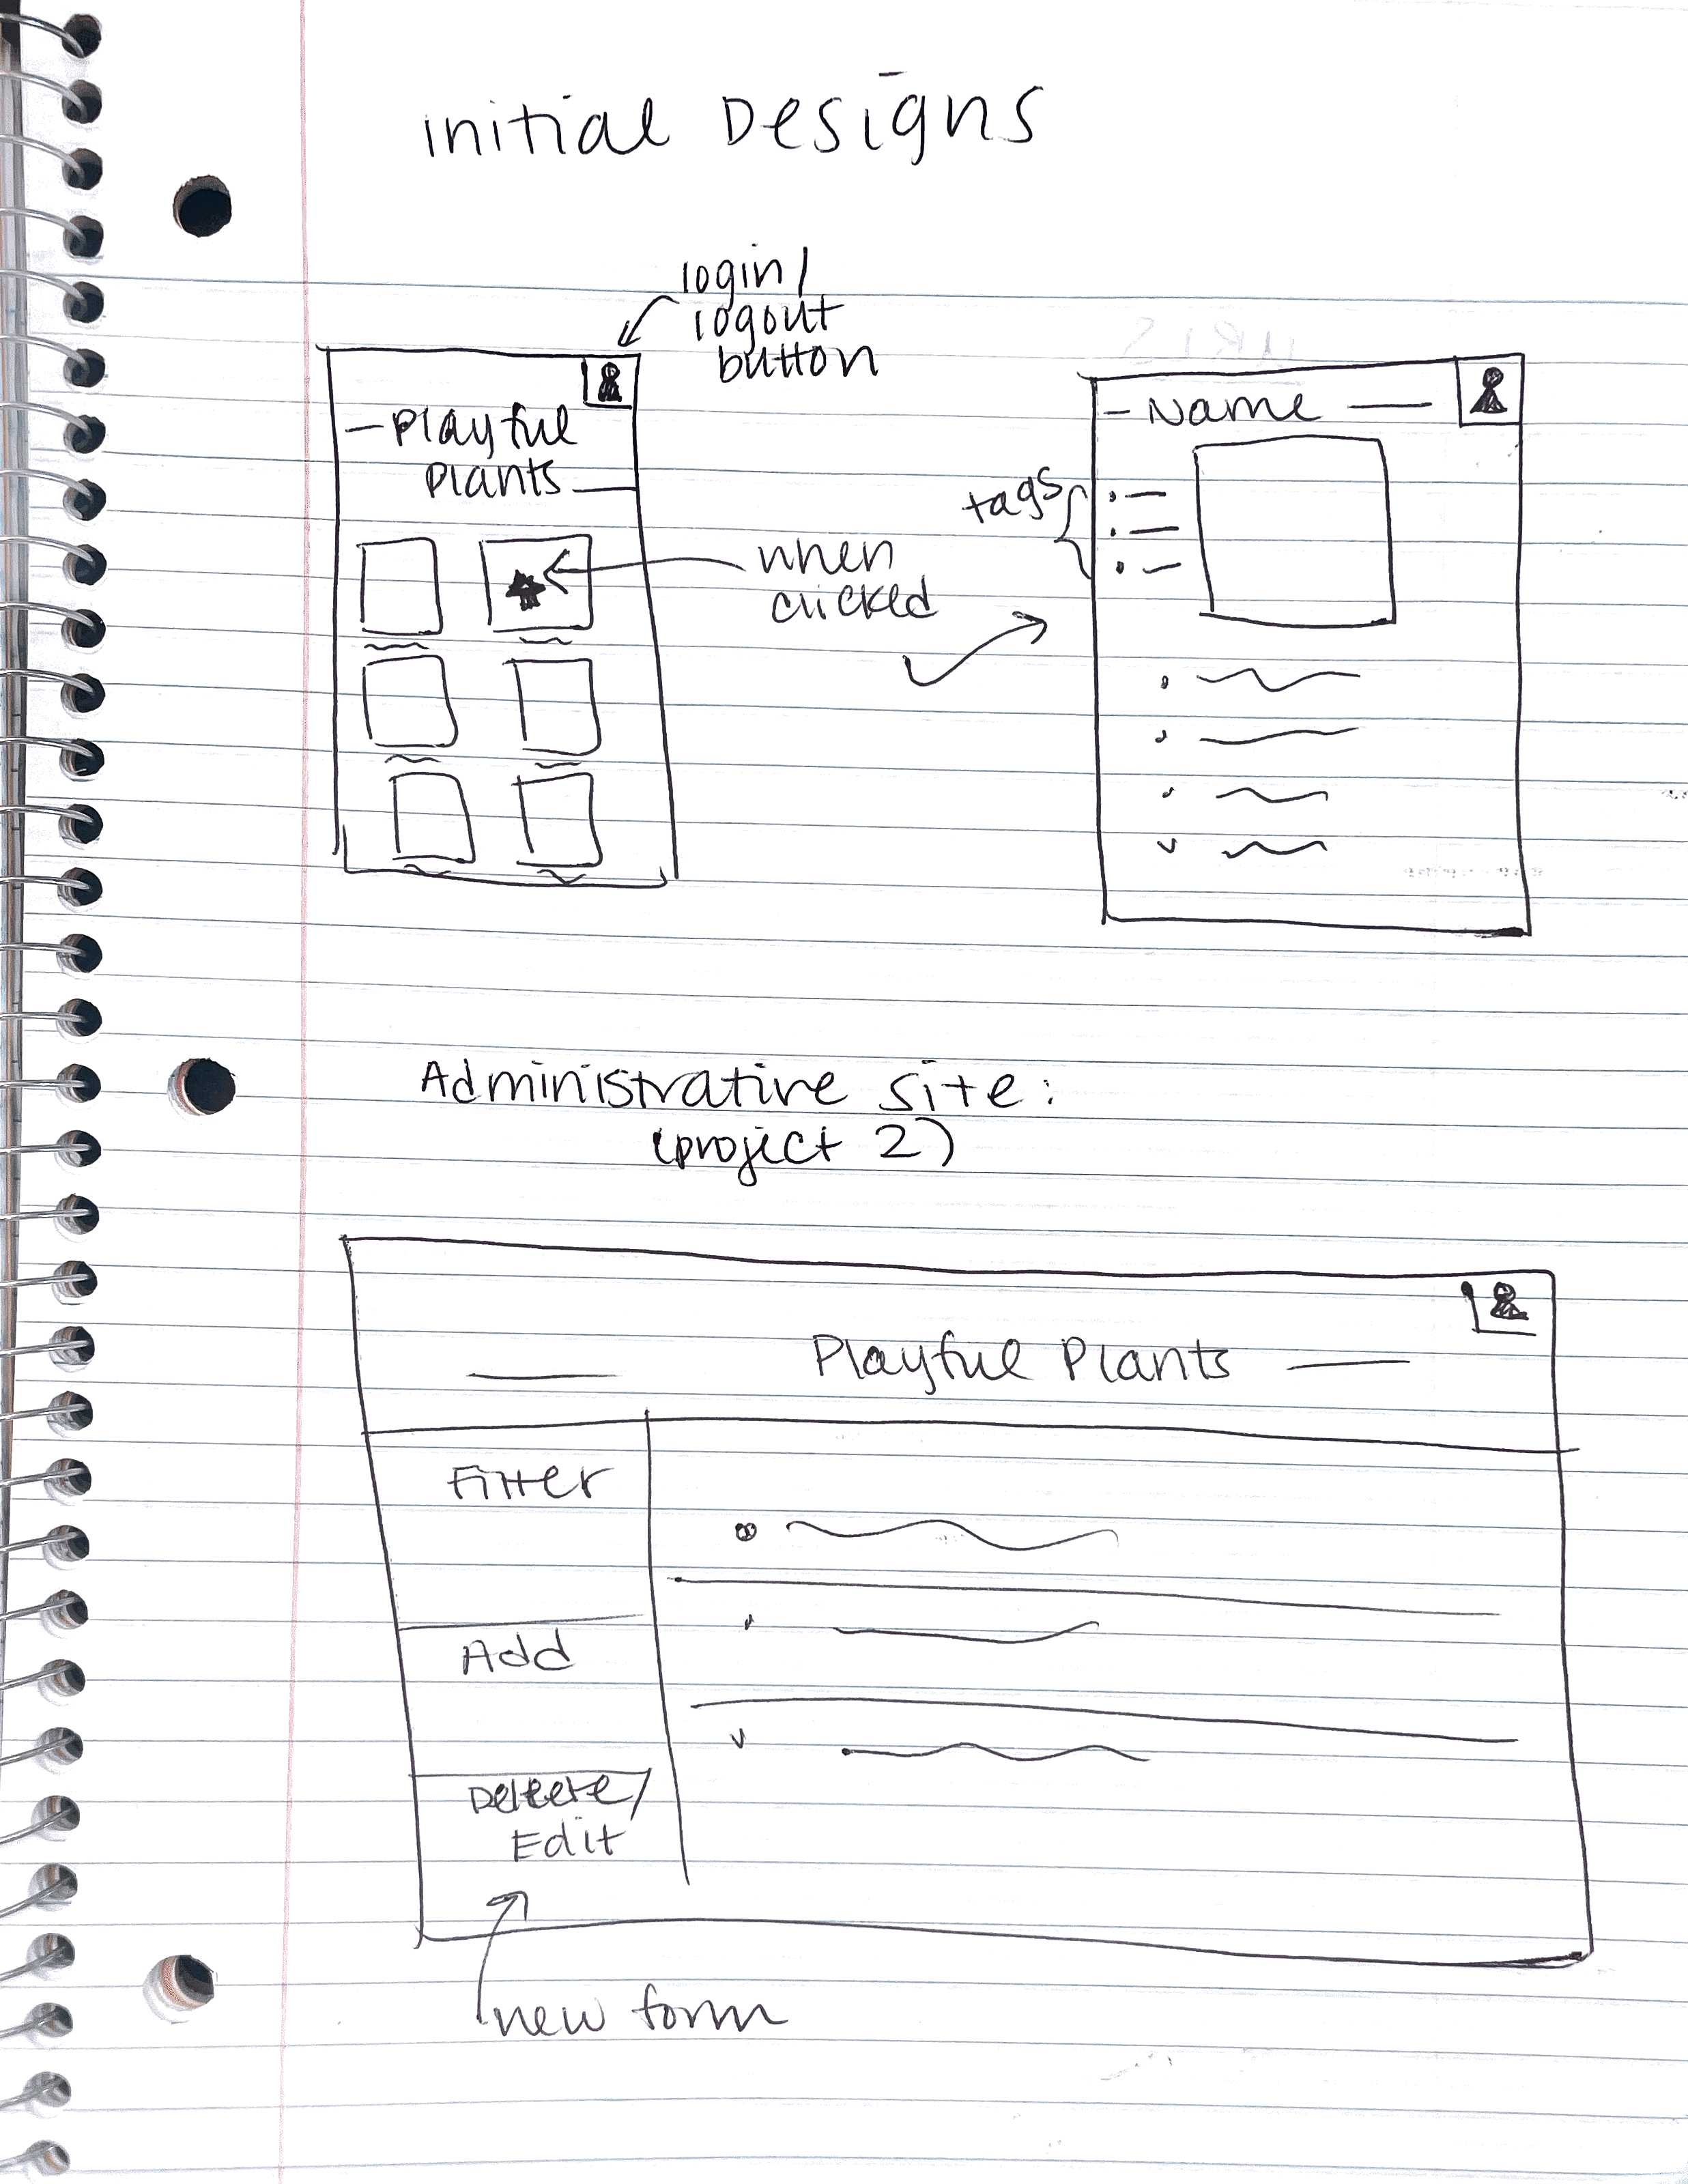 initial Designs
login/
logout
button
Playful
Plants
Name
tags
when
clicked
Administrative site:
(project 2)
Playful Plants
Filter
Add
Delete/
Edit
new form